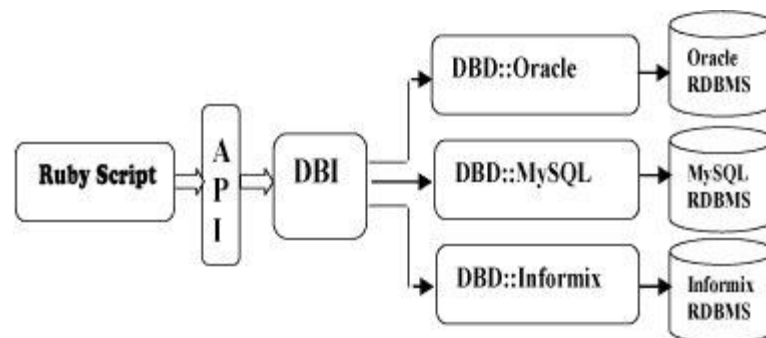 Ruby Script
A
P
I
DBI
DBD::Oracle
Oracle
RDBMS
DBD::MySQL
MySQL
RDBMS
DBD::Informix
Informix
RDBMS